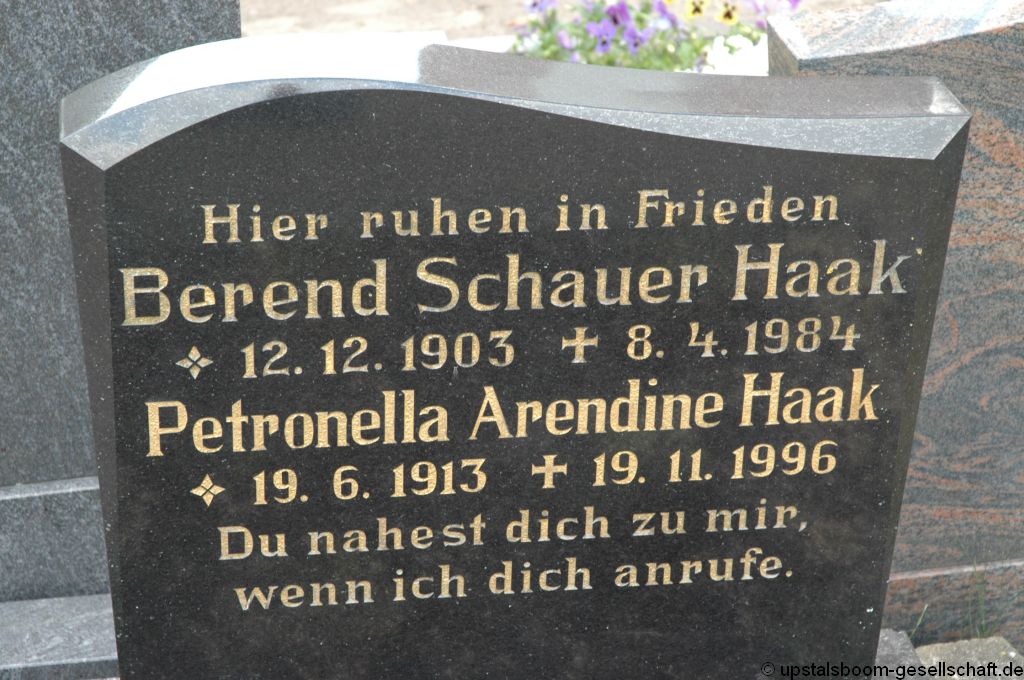 Hier ruhen in Frieden
Berend Schauer Haak
12. 12. 1903 8. 4. 1984
Petronella Arendine Haak
19. 6. 1913 19. 11. 1996
Du nahest dich zu mir,
wenn ich dich anrufe.
© upstalsboom-gesellschaft.de